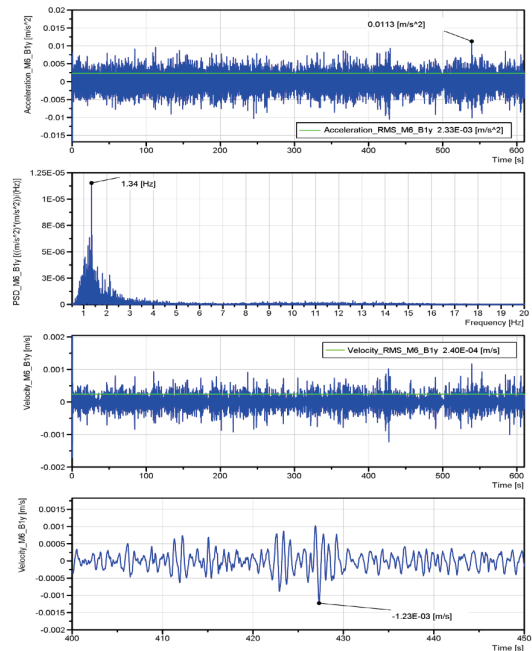 0.02
0.015
0.01
0.005
0
-0.005
-0.01
-0.015
Acceleration_M6_B1y [m/s^2]
0.0113 [m/s^2]
Acceleration_RMS_M6_B1y 2.33E-03 [m/s^2]
0 100 200 300 400 500 600
Time [s]
1.25E-05
1E-05
8E-06
6E-06
3E-06
0
PSD_M6_B1y [((m/s^2)*(m/s^2))/(Hz)]
1.34 [Hz]
1 2 3 4 5 6 7 8 9 10 11 12 13 14 15 16 17 18 19 20
Frequency [Hz]
0.002
0.001
0
-0.001
-0.002
Velocity_M6_B1y [m/s]
Velocity_RMS_M6_B1y 2.40E-04 [m/s]
0 100 200 300 400 500 600
Time [s]
0.0015
0.001
0.0005
0
-0.0005
-0.001
-0.0015
-0.002
Velocity_M6_B1y [m/s]
-1.23E-03 [m/s]
400 410 420 430 440 450
Time [s]